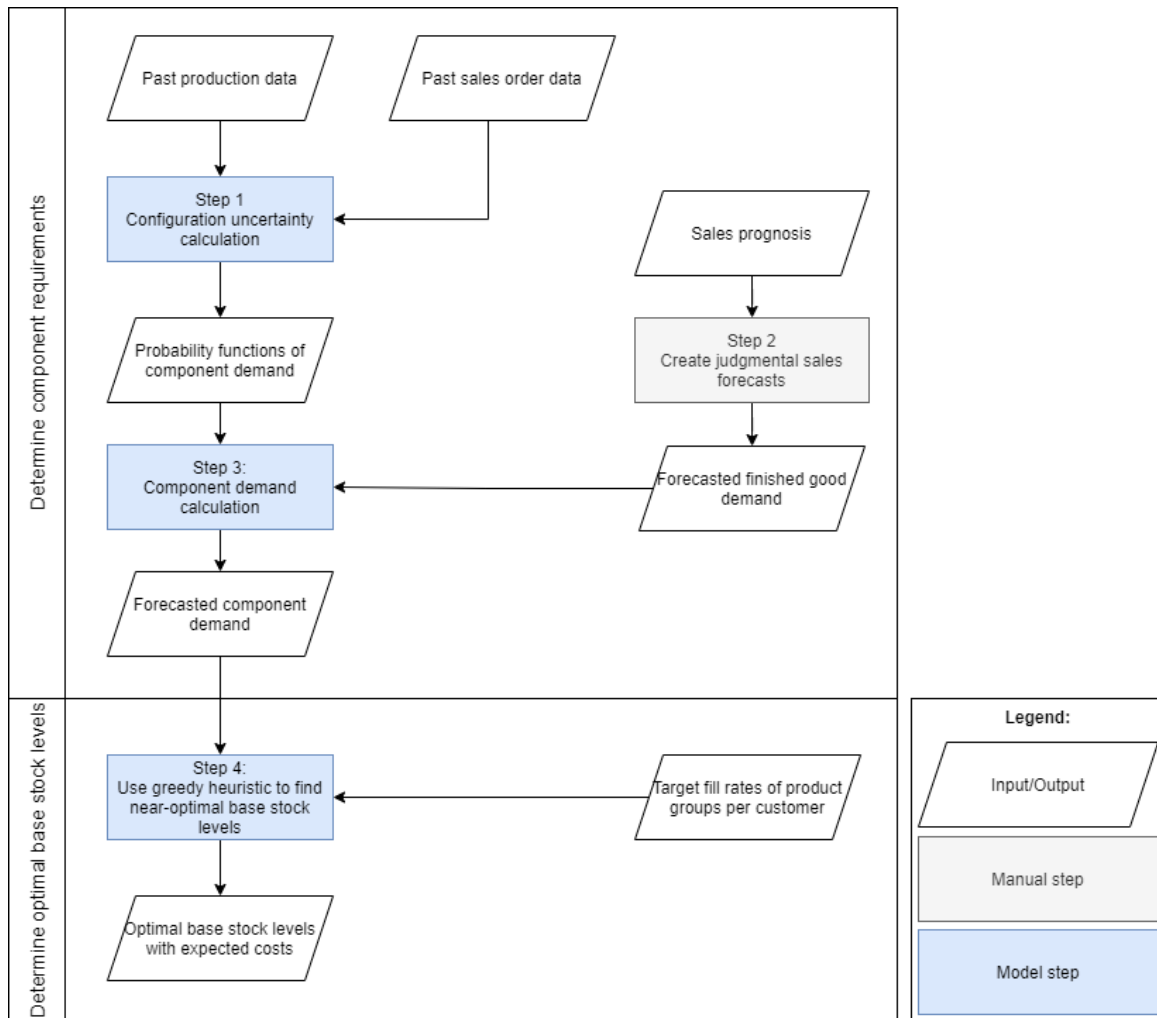 Determine component requirements
Past production data
Past sales order data
Step 1
Configuration uncertainty
calculation
Sales prognosis
Probability functions of
component demand
Step 2
Create judgmental sales
forecasts
Step 3:
Component demand
calculation
Forecasted finished good
demand
Forecasted component
demand
Determine optimal base stock levels
Step 4:
Use greedy heuristic to find
near-optimal base stock
levels
Target fill rates of product
groups per customer
Optimal base stock levels
with expected costs
Legend:
Input/Output
Manual step
Model step